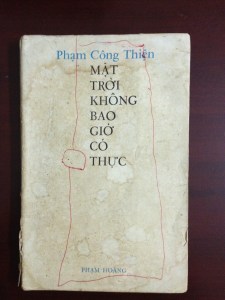 Phạm Công Thiện
MẶT
TRỜI
KHÔNG
BAO
GIỜ
CÓ
THỰC
PHẠM HOÀNG